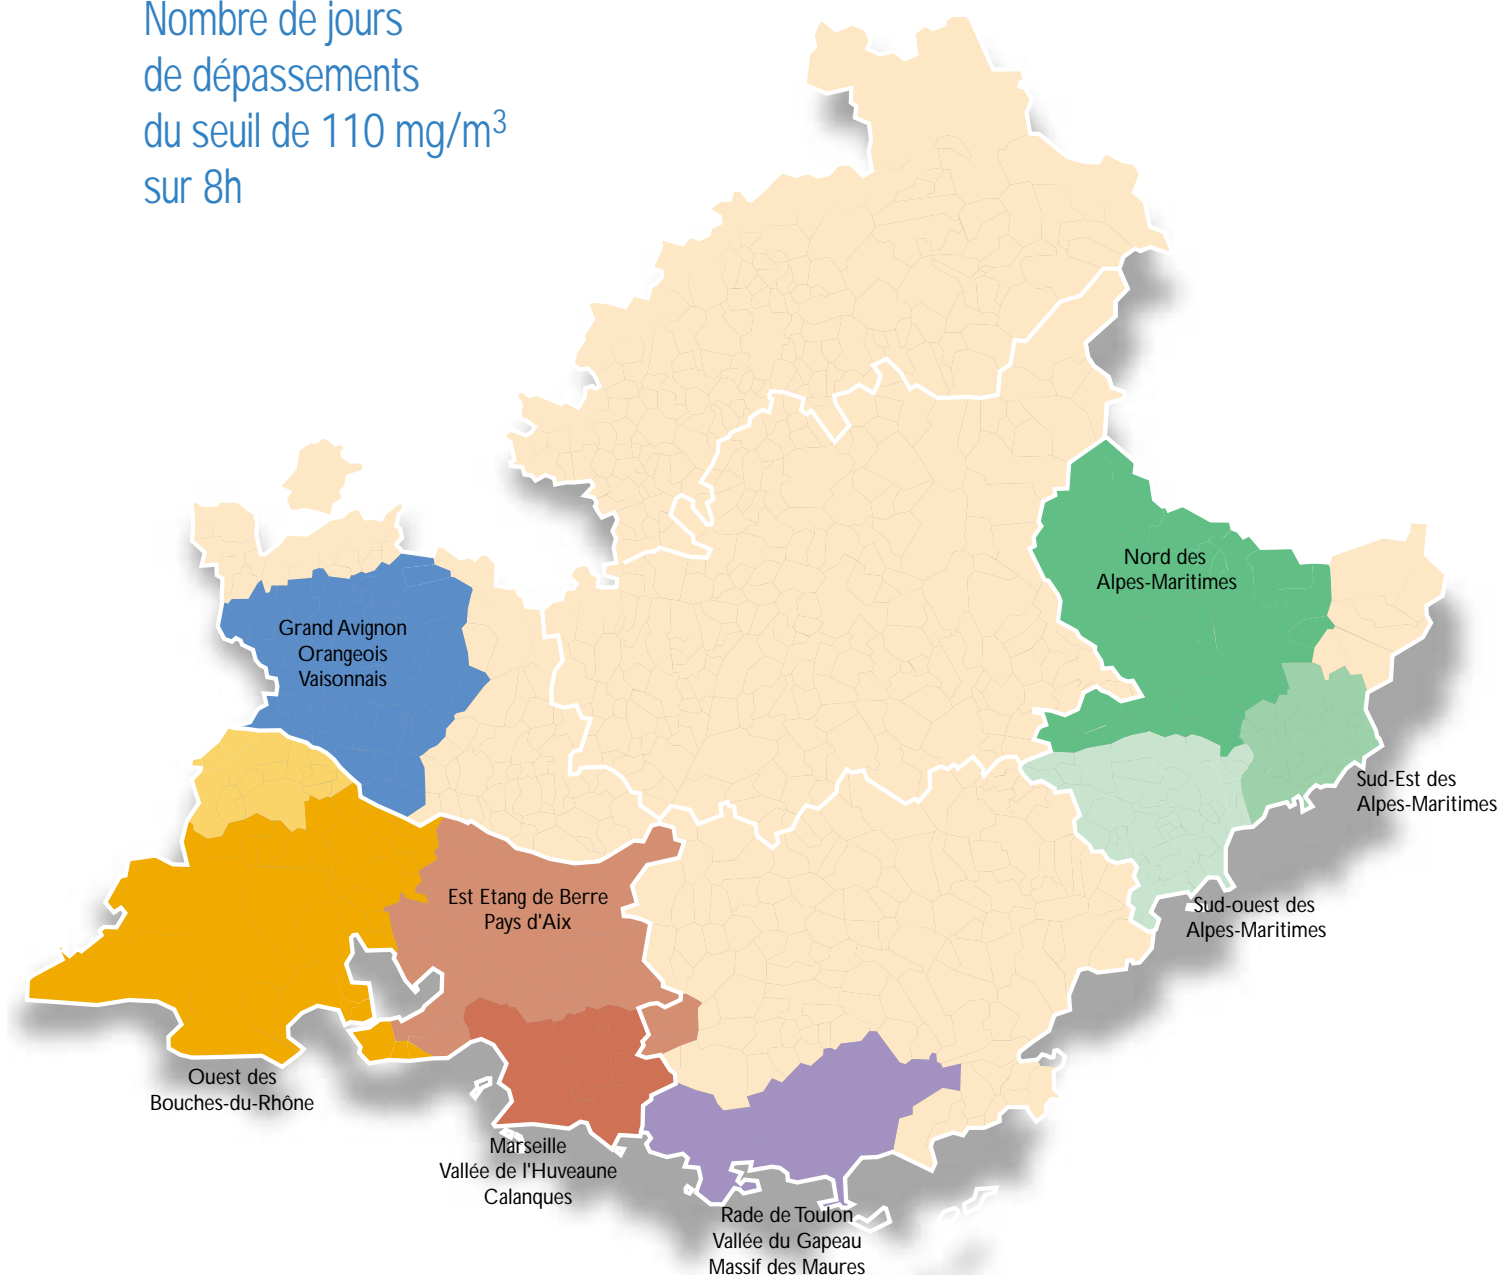 Nombre de jours
de dépassements
du seuil de 110 mg/m³
sur 8h
Nord des
Alpes-Maritimes
Grand Avignon
Orangeois
Vaisonnais
Sud-Est des
Alpes-Maritimes
Est Etang de Berre
Pays d'Aix
Sud-ouest des
Alpes-Maritimes
Ouest des
Bouches-du-Rhône
Marseille
Vallée de l'Huveaune
Calanques
Rade de Toulon
Vallée du Gapeau
Massif des Maures